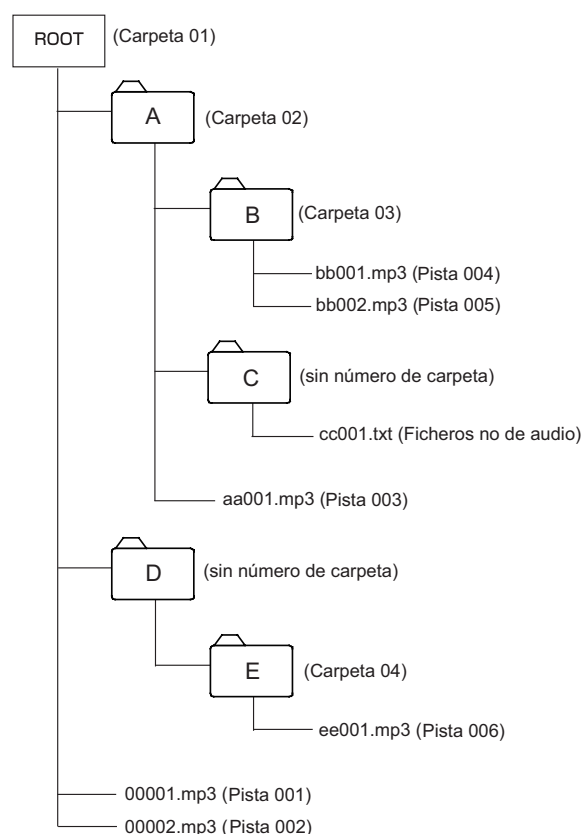 ROOT (Carpeta 01)
A (Carpeta 02)
B (Carpeta 03)
bb001.mp3 (Pista 004)
bb002.mp3 (Pista 005)
C (sin número de carpeta)
cc001.txt (Ficheros no de audio)
aa001.mp3 (Pista 003)
D (sin número de carpeta)
E (Carpeta 04)
ee001.mp3 (Pista 006)
00001.mp3 (Pista 001)
00002.mp3 (Pista 002)